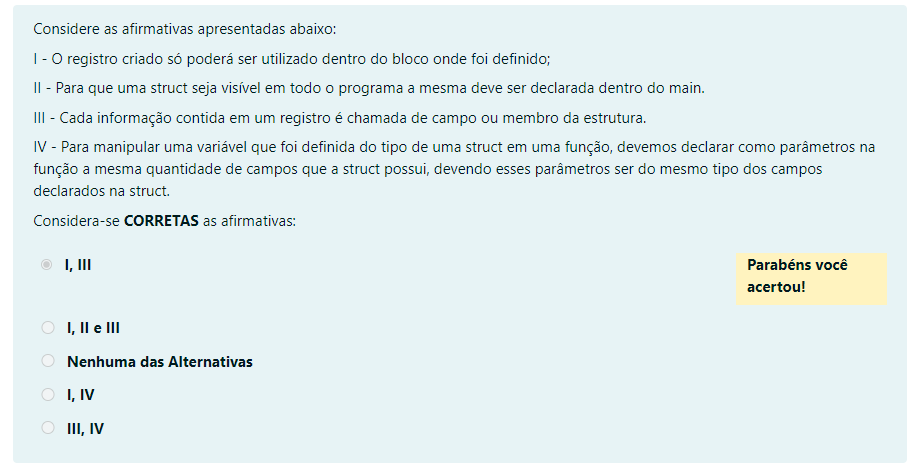 Considere as afirmativas apresentadas abaixo:
I - O registro criado só poderá ser utilizado dentro do bloco onde foi definido;
II - Para que uma struct seja visível em todo o programa a mesma deve ser declarada dentro do main.
III - Cada informação contida em um registro é chamada de campo ou membro da estrutura.
IV - Para manipular uma variável que foi definida do tipo de uma struct em uma função, devemos declarar como parâmetros na
função a mesma quantidade de campos que a struct possui, devendo esses parâmetros ser do mesmo tipo dos campos
declarados na struct.
Considera-se CORRETAS as afirmativas:
I, III
Parabéns você
acertou!
I, II e III
Nenhuma das Alternativas
I, IV
III, IV